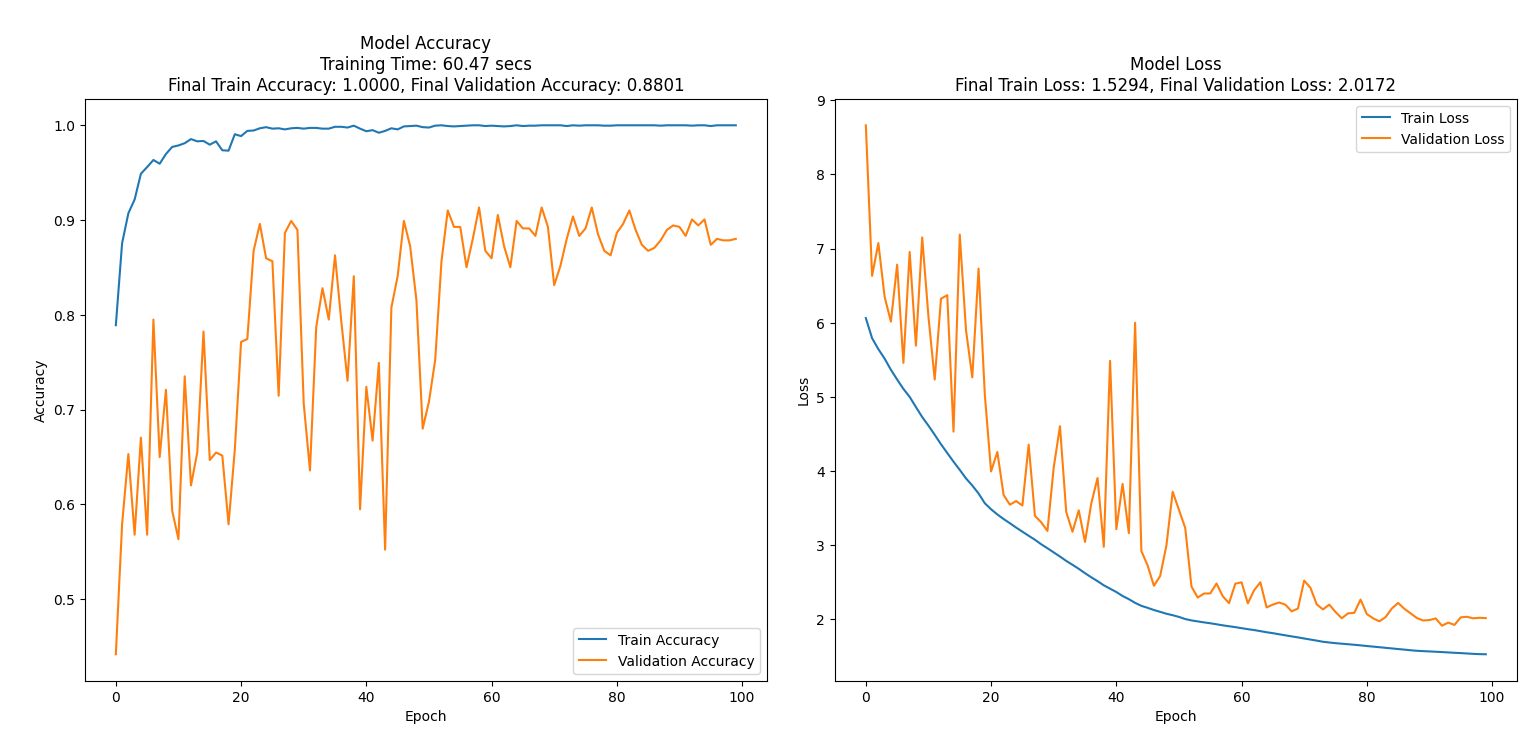 Model Accuracy
Training Time: 60.47 secs
Final Train Accuracy: 1.0000, Final Validation Accuracy: 0.8801
1.0
0.9
0.8
0.7
0.6
0.5
Accuracy
0
20
40
60
80
100
Epoch
Train Accuracy
Validation Accuracy
Model Loss
Final Train Loss: 1.5294, Final Validation Loss: 2.0172
9
8
7
6
5
4
3
2
Loss
0
20
40
60
80
100
Epoch
Train Loss
Validation Loss